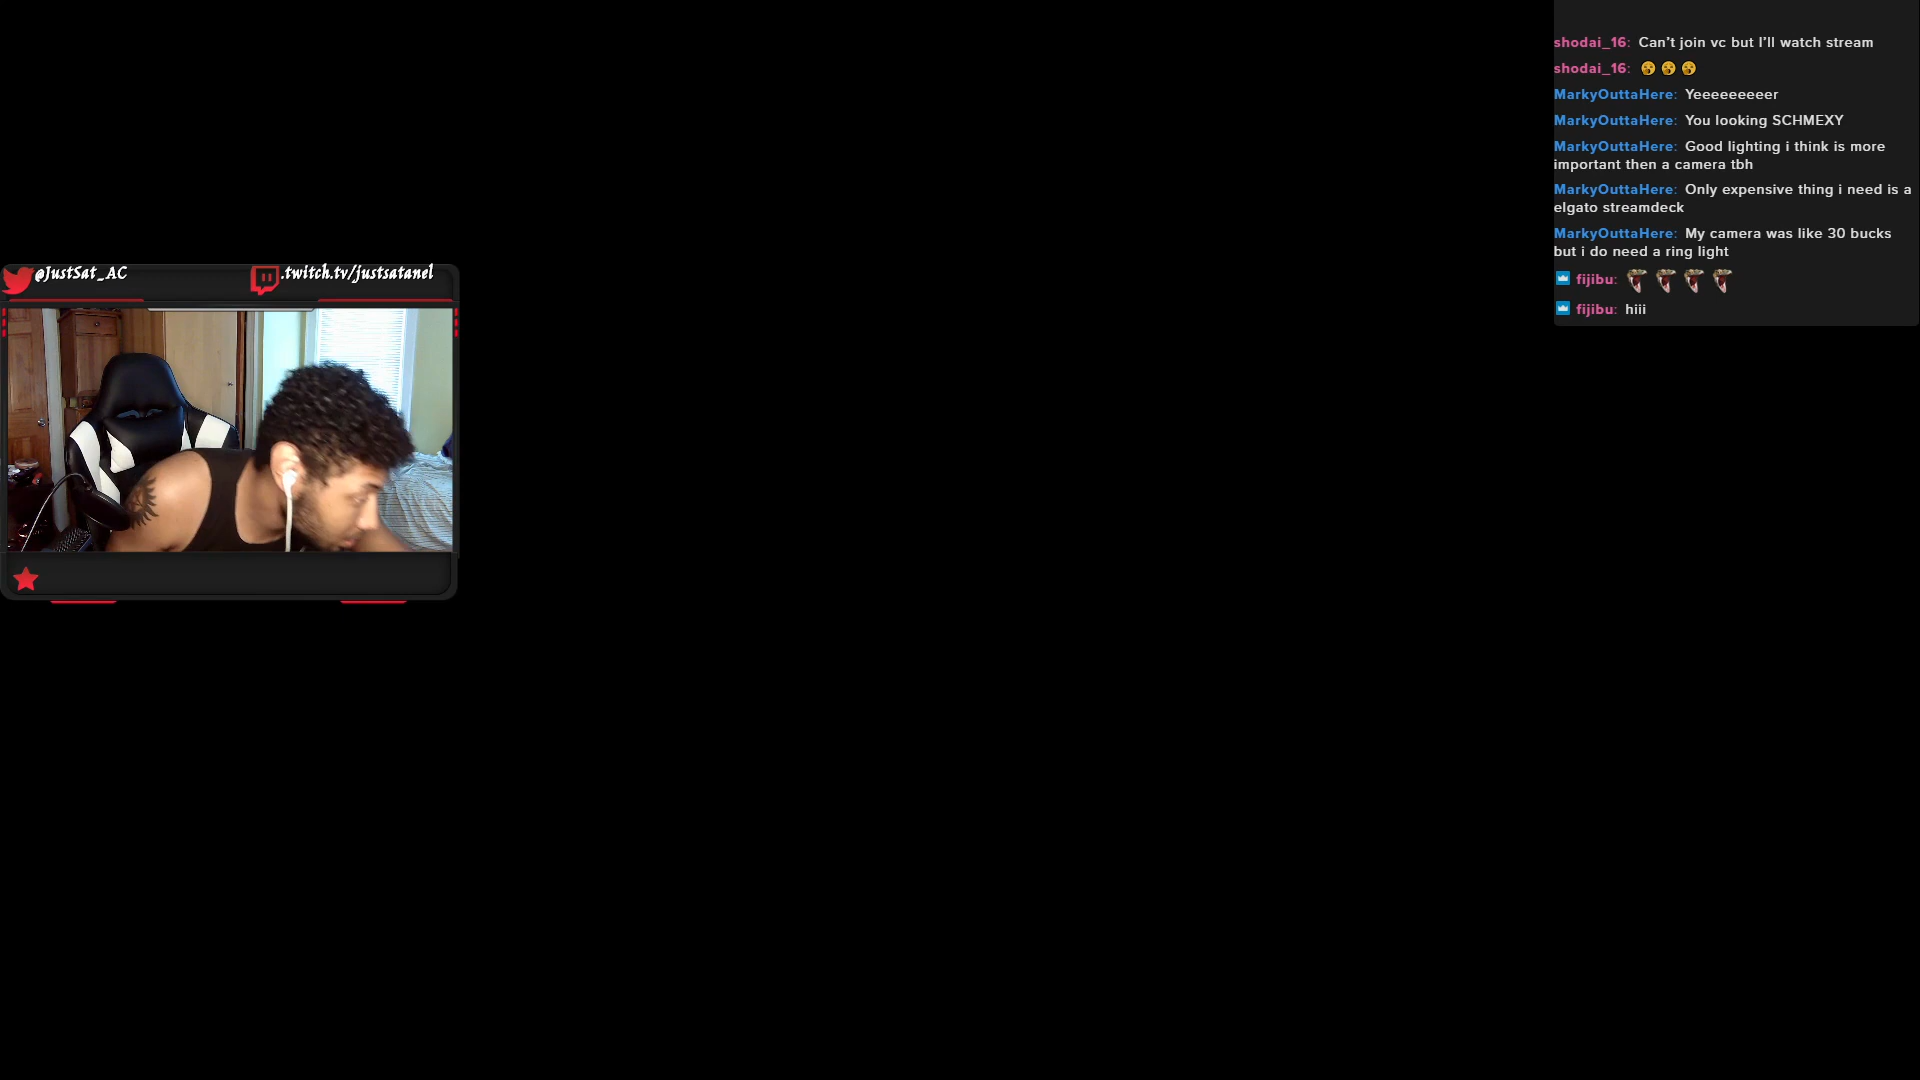 shodai_16: Can't join vc but I'll watch stream
shodai_16:
MarkyOuttaHere: Yeeeeeeeeer
MarkyOuttaHere: You looking SCHMEXY
MarkyOuttaHere: Good lighting i think is more
important then a camera tbh
MarkyOuttaHere: Only expensive thing i need is a
elgato streamdeck
MarkyOuttaHere: My camera was like 30 bucks
but i do need a ring light
fijibu:
fijibu: hiii
@JustSat_AC
.twitch.tv/justsatanel